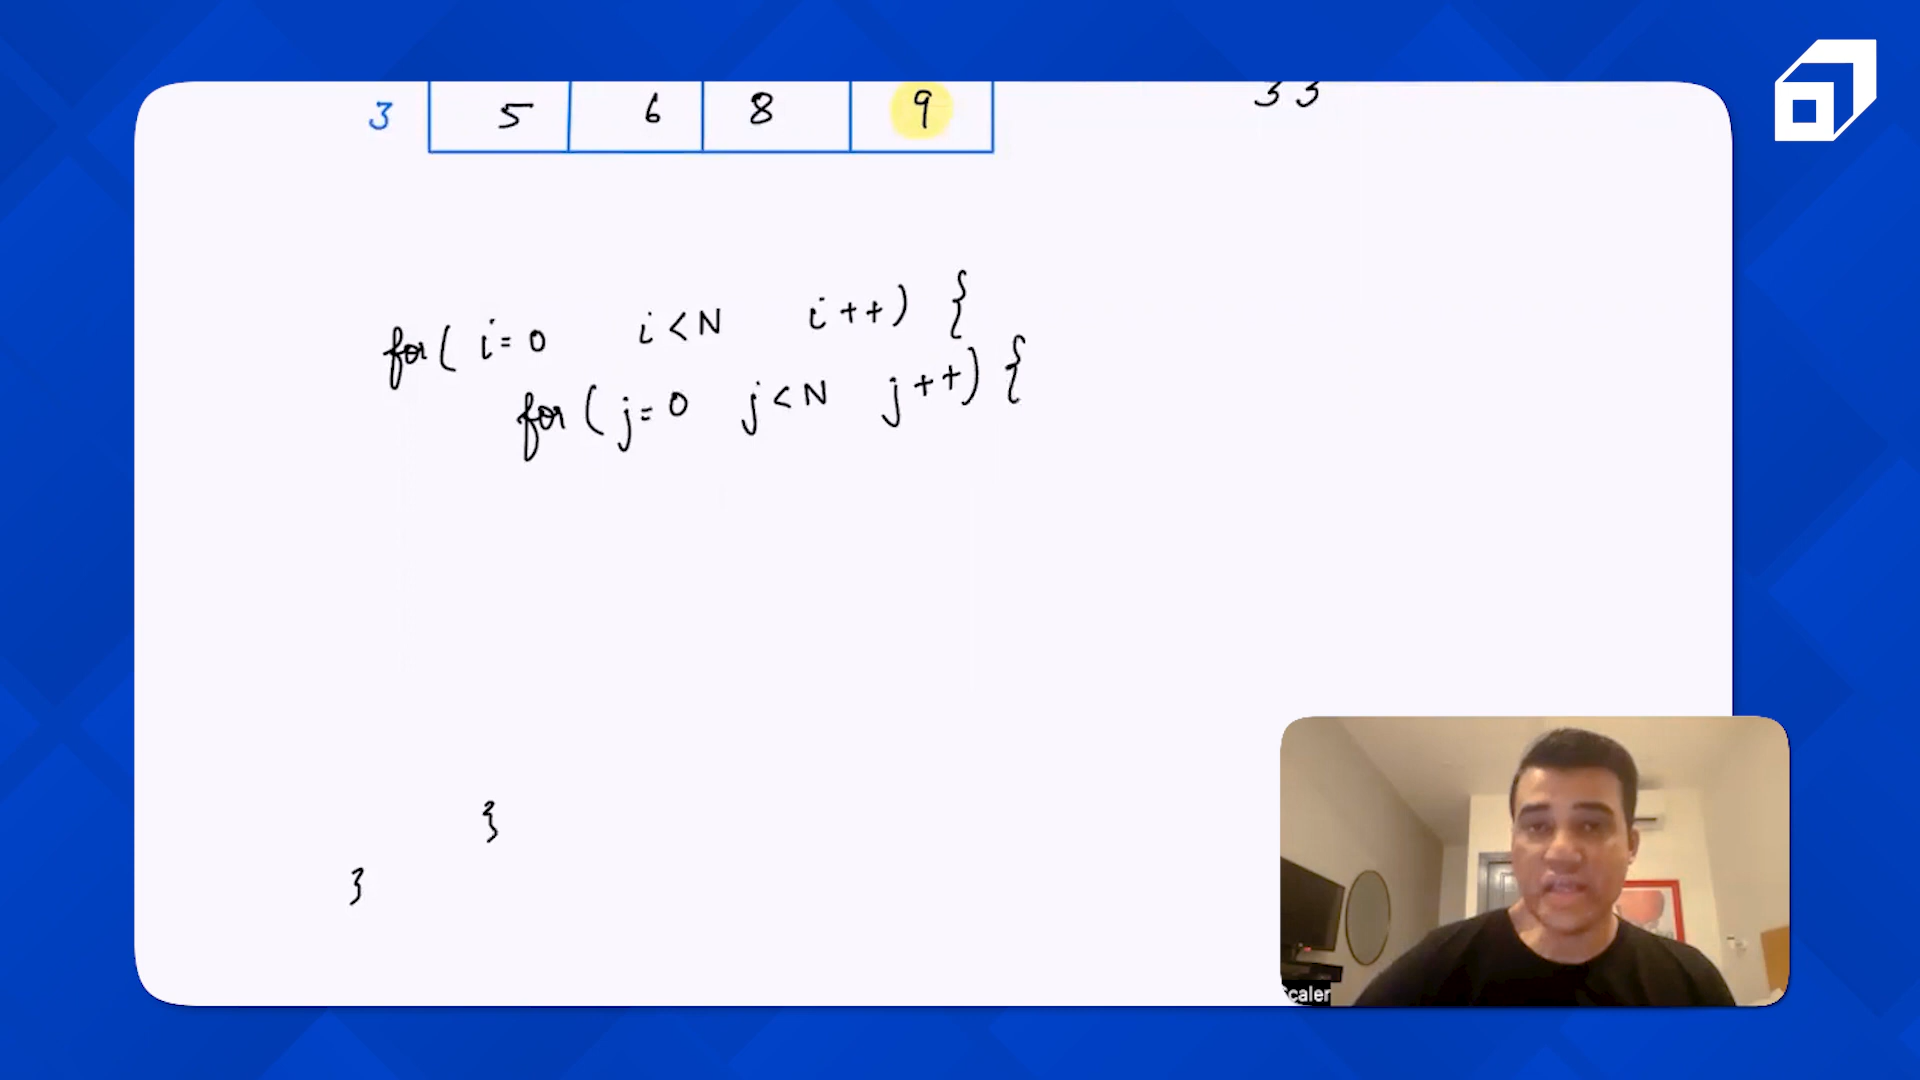 3 5 6 8 9 33
for( i=0 i<N i++) {
for( j=0 j<N j++) {
}
}
caler